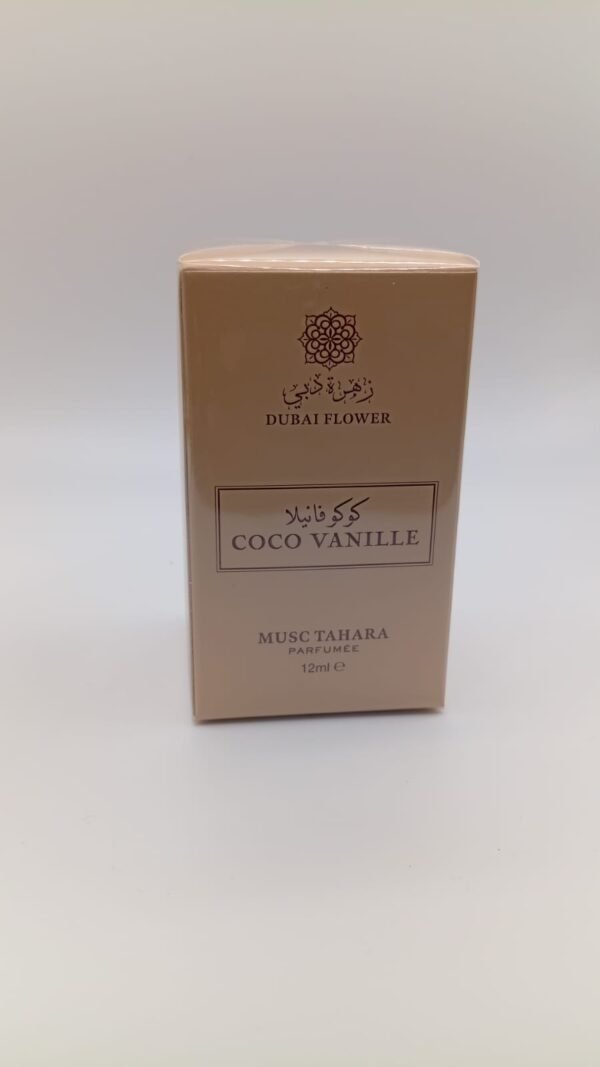 زهرة دبي
DUBAI FLOWER
كوكو فانيلا
COCO VANILLE
MUSC TAHARA
PARFUMÉE
12ml ℮